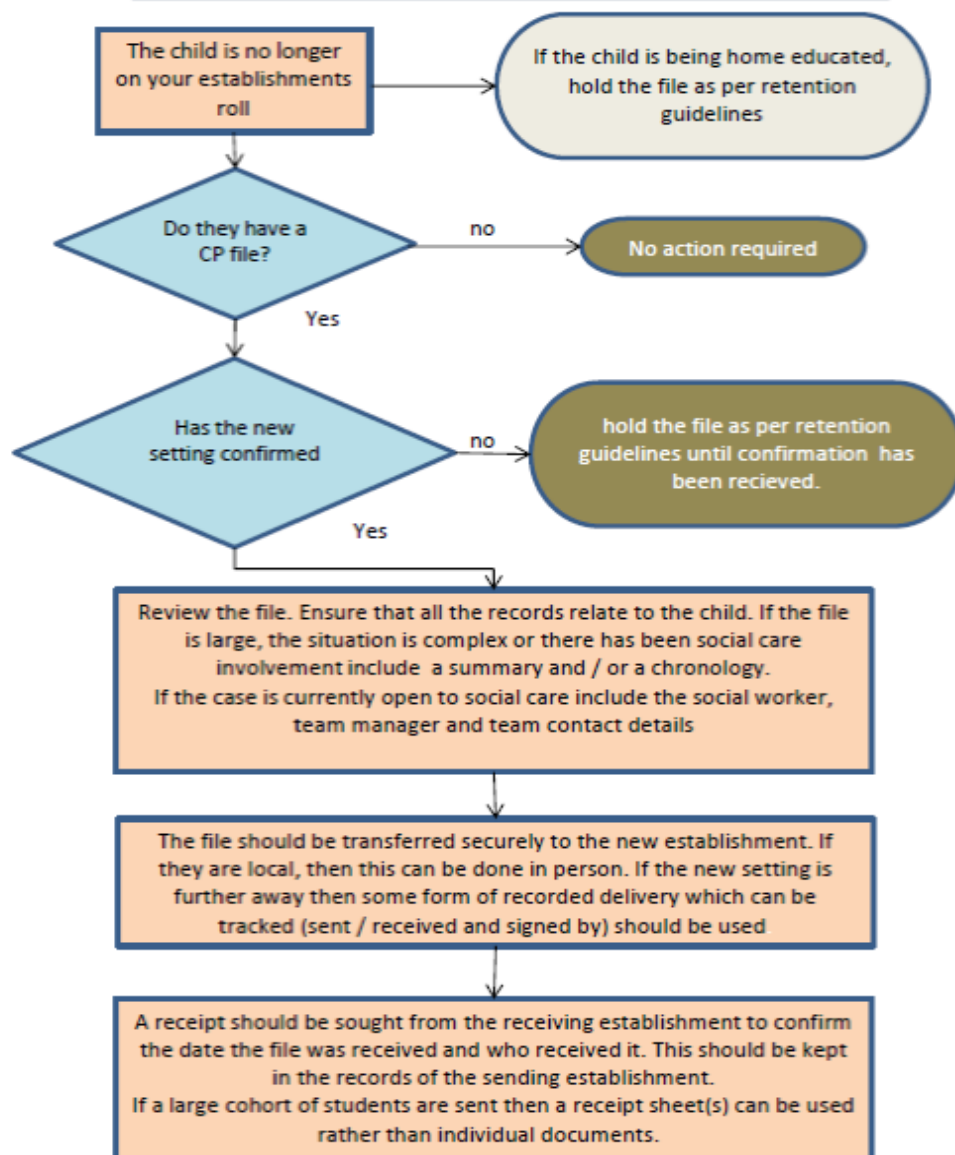 The child is no longer
on your establishments
roll
If the child is being home educated,
hold the file as per retention
guidelines
Do they have a
CP file?
no
No action required
Yes
Has the new
setting confirmed
no
hold the file as per retention
guidelines until confirmation has
been recieved.
Yes
Review the file. Ensure that all the records relate to the child. If the file
is large, the situation is complex or there has been social care
involvement include a summary and / or a chronology.
If the case is currently open to social care include the social worker,
team manager and team contact details
The file should be transferred securely to the new establishment. If
they are local, then this can be done in person. If the new setting is
further away then some form of recorded delivery which can be
tracked (sent / received and signed by) should be used
A receipt should be sought from the receiving establishment to confirm
the date the file was received and who received it. This should be kept
in the records of the sending establishment.
If a large cohort of students are sent then a receipt sheet(s) can be used
rather than individual documents.